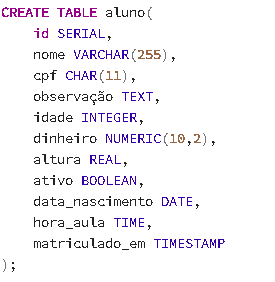 CREATE TABLE aluno(
    id SERIAL,
    nome VARCHAR(255),
    cpf CHAR(11),
    observação TEXT,
    idade INTEGER,
    dinheiro NUMERIC(10,2),
    altura REAL,
    ativo BOOLEAN,
    data_nascimento DATE,
    hora_aula TIME,
    matriculado_em TIMESTAMP
);